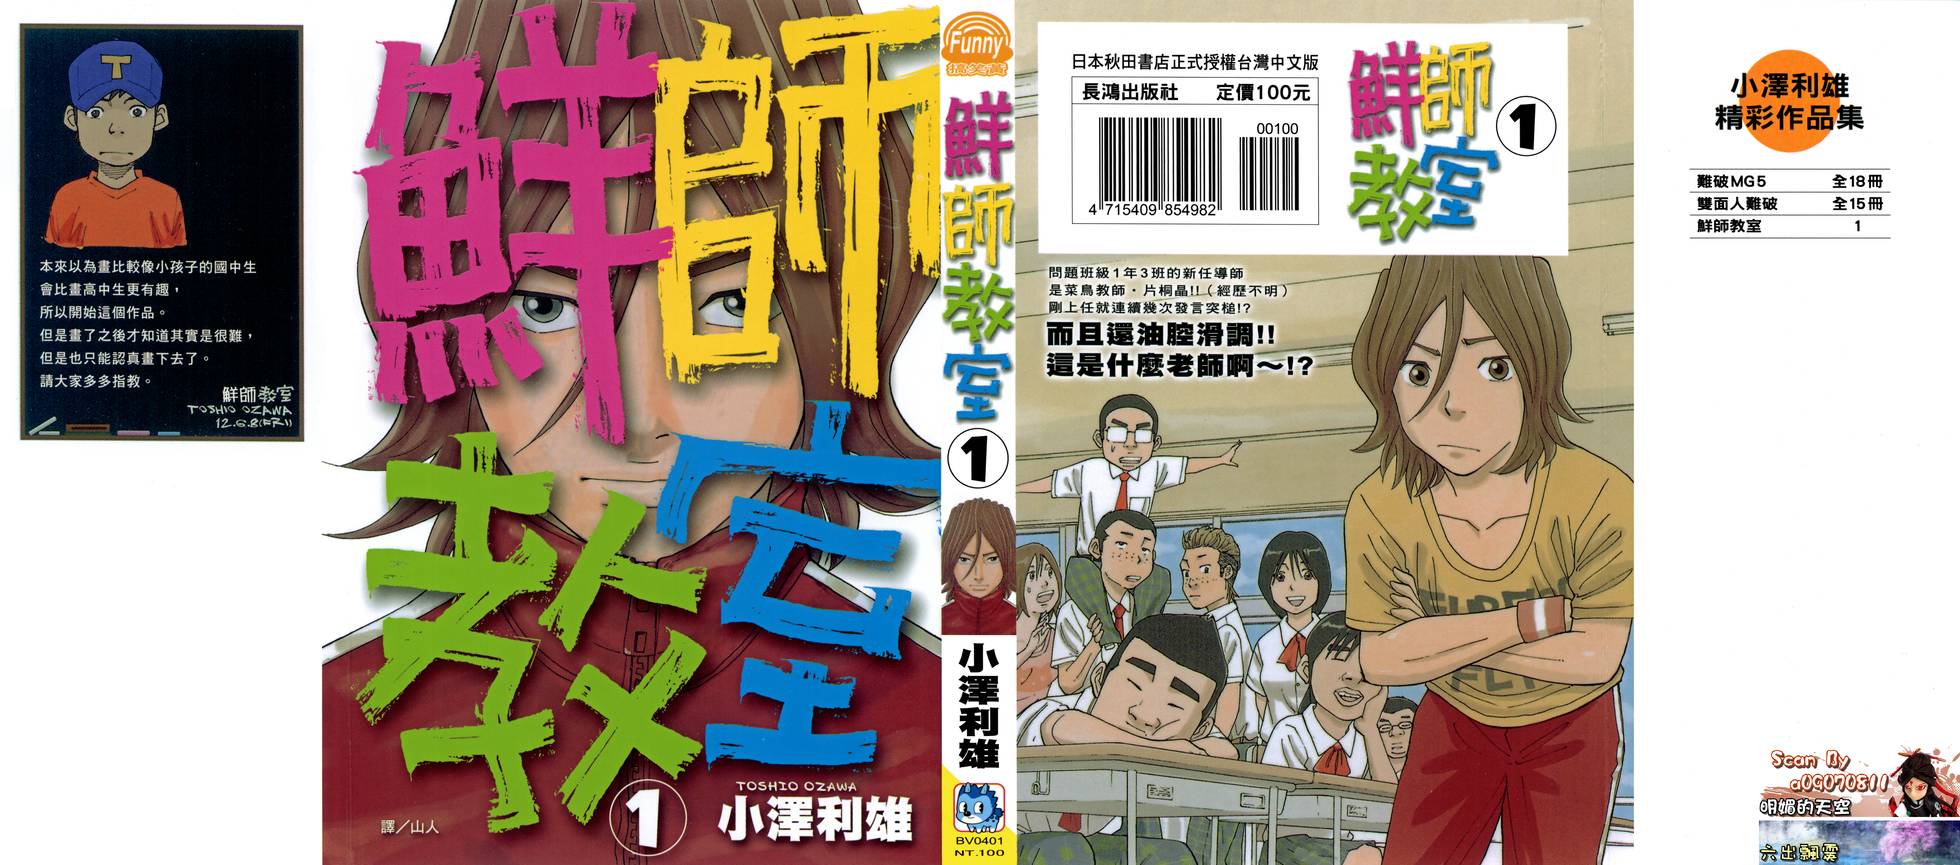 T
本來以為畫比較像小孩子的國中生
會比畫高中生更有趣，
所以開始這個作品。
但是畫了之後才知道其實是很難，
但是也只能認真畫下去了。
請大家多多指教。
鮮師教室
TOSHIO OZAWA
12.6.8(FRI)
鮮師
教室
1
TOSHIO OZAWA
小澤利雄
譯／山人
Funny
搞笑黃
鮮師教室
1
小澤利雄
BV0401
NT.100
日本秋田書店正式授權台灣中文版
長鴻出版社 定價100元
00100
4 715409 854982
鮮師
教室
1
問題班級1年3班的新任導師
是菜鳥教師·片桐晶!!（經歷不明）
剛上任就連續幾次發言突槌!?
而且還油腔滑調!!
這是什麼老師啊～!?
小澤利雄
精彩作品集
難破MG5 全18冊
雙面人難破 全15冊
鮮師教室 1
Scan By
a09070811
明媚的天空
六出飄霙